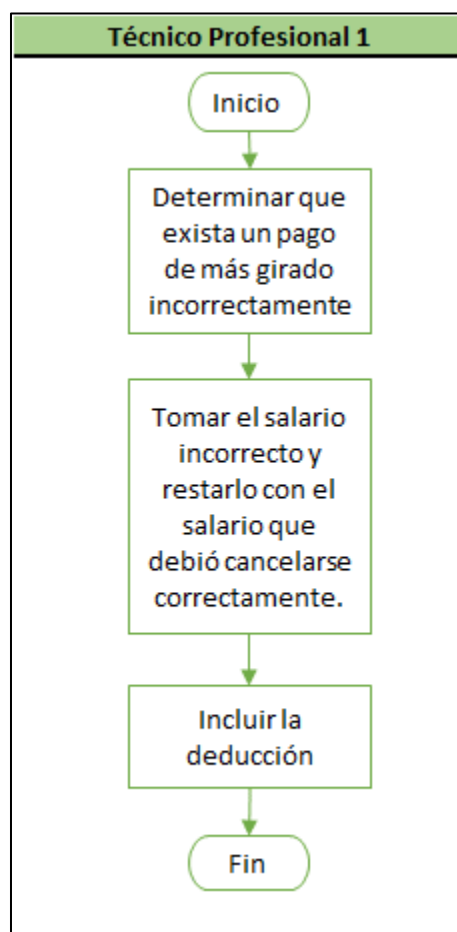 Técnico Profesional 1
Inicio
Determinar que
exista un pago
de más girado
incorrectamente
Tomar el salario
incorrecto y
restarlo con el
salario que
debió cancelarse
correctamente.
Incluir la
deducción
Fin